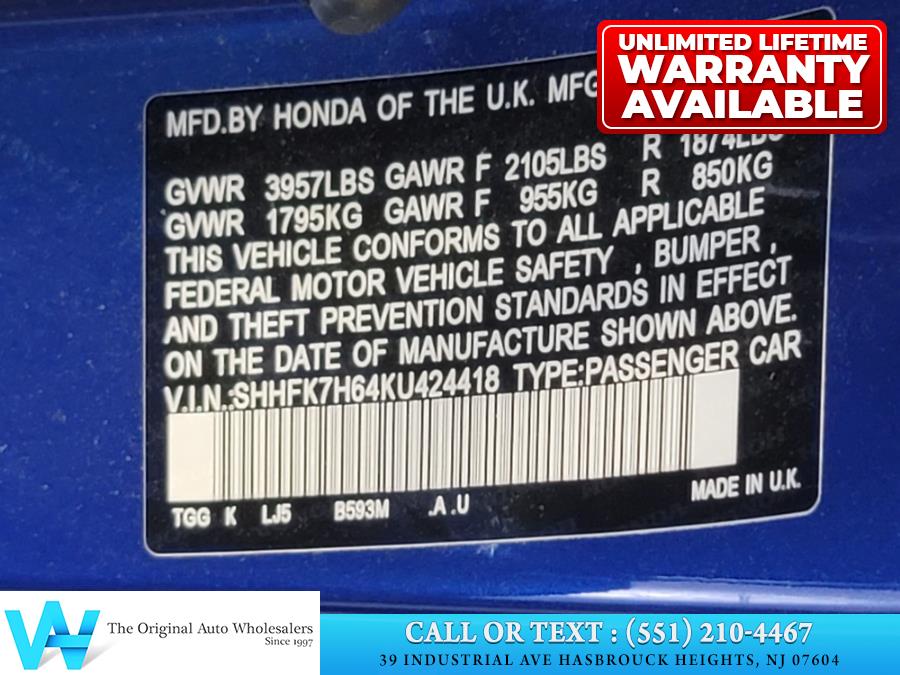 UNLIMITED LIFETIME
WARRANTY
AVAILABLE
MFD.BY HONDA OF THE U.K. MFG
GVWR 3957LBS GAWR F 2105LBS R 1874LBS
GVWR 1795KG GAWR F 955KG R 850KG
THIS VEHICLE CONFORMS TO ALL APPLICABLE
FEDERAL MOTOR VEHICLE SAFETY , BUMPER ,
AND THEFT PREVENTION STANDARDS IN EFFECT
ON THE DATE OF MANUFACTURE SHOWN ABOVE.
V.I.N.:SHHFK7H64KU424418 TYPE:PASSENGER CAR
TGG K LJ5 B593M .A .U MADE IN U.K.
The Original Auto Wholesalers
Since 1997
CALL OR TEXT : (551) 210-4467
39 INDUSTRIAL AVE HASBROUCK HEIGHTS, NJ 07604